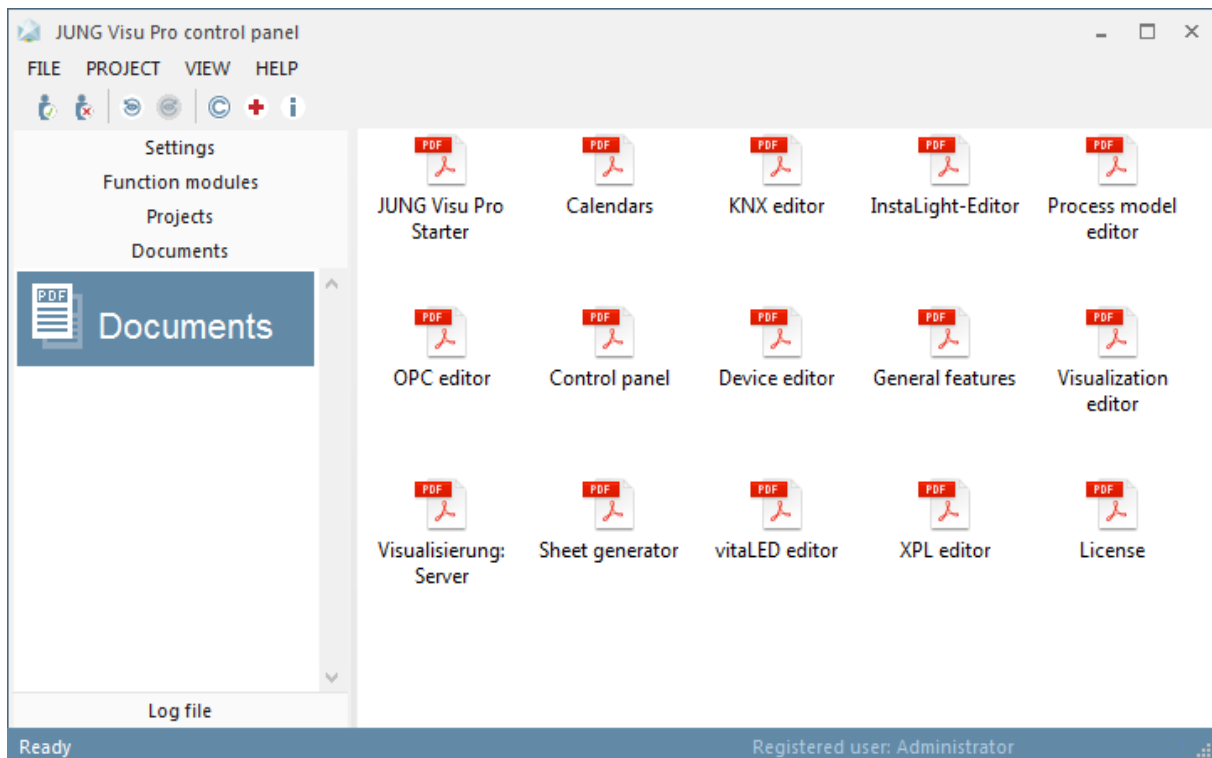 JUNG Visu Pro control panel
FILE PROJECT VIEW HELP
Settings
Function modules
Projects
Documents
PDF
Documents
Log file
PDF PDF PDF PDF PDF
JUNG Visu Pro Calendars KNX editor InstaLight-Editor Process model
Starter editor
PDF PDF PDF PDF PDF
OPC editor Control panel Device editor General features Visualization
editor
PDF PDF PDF PDF PDF
Visualisierung: Sheet generator vitaLED editor XPL editor License
Server
Ready Registered user: Administrator